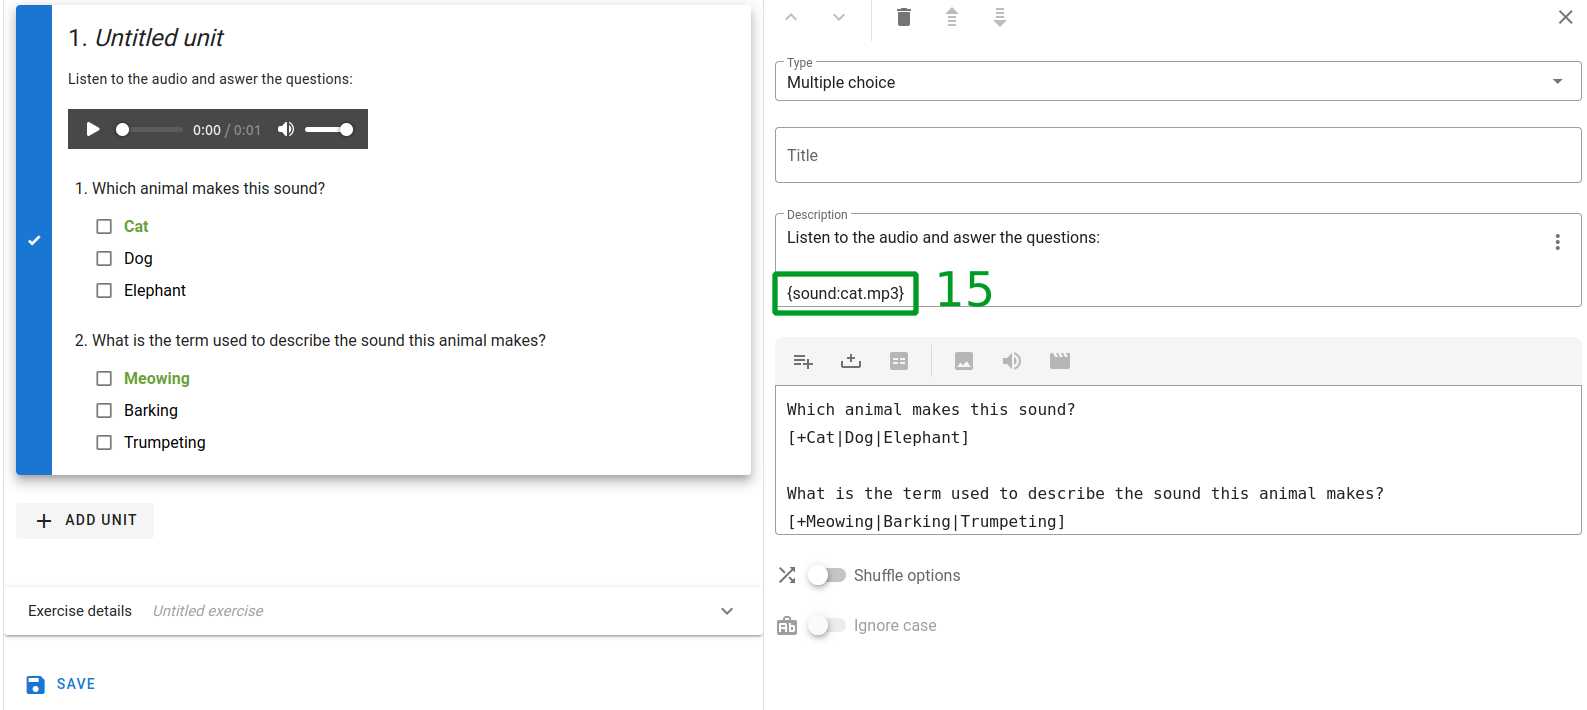 1. Untitled unit
Listen to the audio and aswer the questions:
0:00 / 0:01
1. Which animal makes this sound?
Cat
Dog
Elephant
2. What is the term used to describe the sound this animal makes?
Meowing
Barking
Trumpeting
+ ADD UNIT
Exercise details Untitled exercise
SAVE
Type
Multiple choice
Title
Description
Listen to the audio and aswer the questions:
{sound:cat.mp3} 15
Which animal makes this sound?
[+Cat|Dog|Elephant]
What is the term used to describe the sound this animal makes?
[+Meowing|Barking|Trumpeting]
Shuffle options
Ab Ignore case